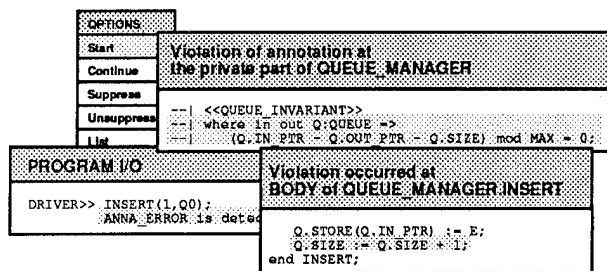 OPTIONS
Start
Continue
Suppress
Unsuppress
List
Violation of annotation at
the private part of QUEUE_MANAGER
--| <<QUEUE_INVARIANT>>
--| where in out Q:QUEUE =>
--| (Q.IN_PTR - Q.OUT_PTR - Q.SIZE) mod MAX = 0;
PROGRAM I/O
DRIVER>> INSERT(1,Q0);
ANNA_ERROR is
Violation occurred at
BODY of QUEUE_MANAGER.INSERT
Q.STORE(Q.IN_PTR) := E;
Q.SIZE := Q.SIZE + 1;
end INSERT;